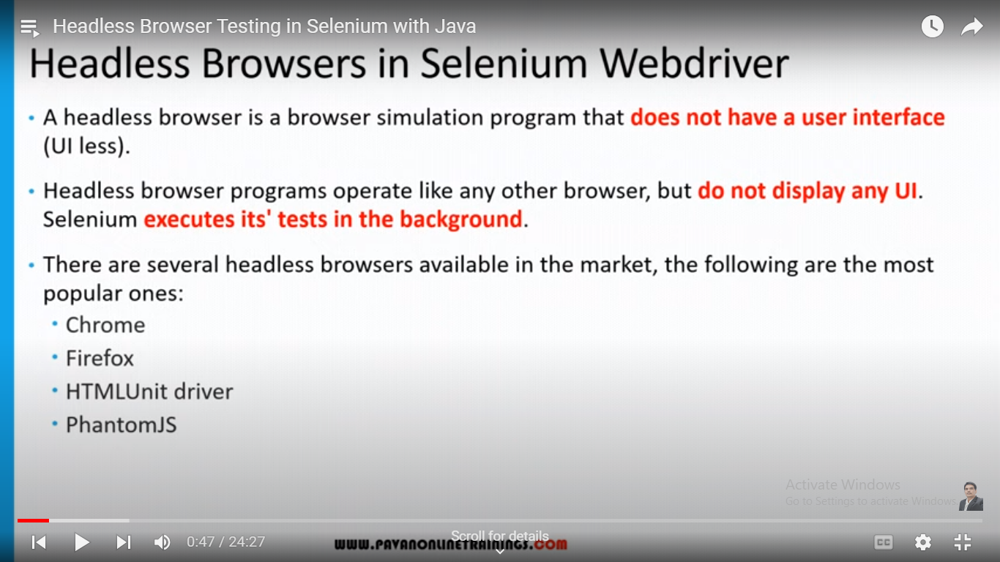 Headless Browser Testing in Selenium with Java
Headless Browsers in Selenium Webdriver
• A headless browser is a browser simulation program that does not have a user interface
(UI less).
• Headless browser programs operate like any other browser, but do not display any UI.
Selenium executes its' tests in the background.
• There are several headless browsers available in the market, the following are the most
popular ones:
• Chrome
• Firefox
• HTMLUnit driver
• PhantomJS
Activate Windows
Go to Settings to activate Windows.
0:47 / 24:27
Scroll for details
www.pavanonlinetrainings.com
CC